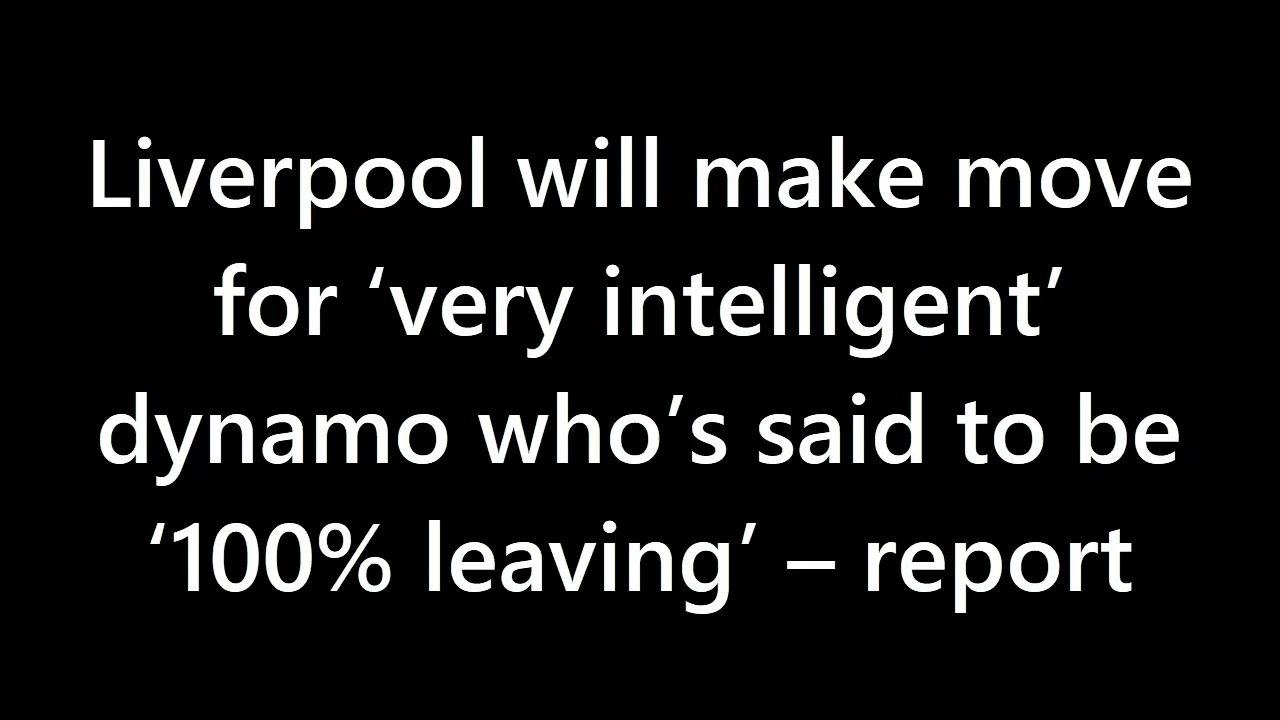 Liverpool will make move
for ‘very intelligent’
dynamo who’s said to be
‘100% leaving’ – report